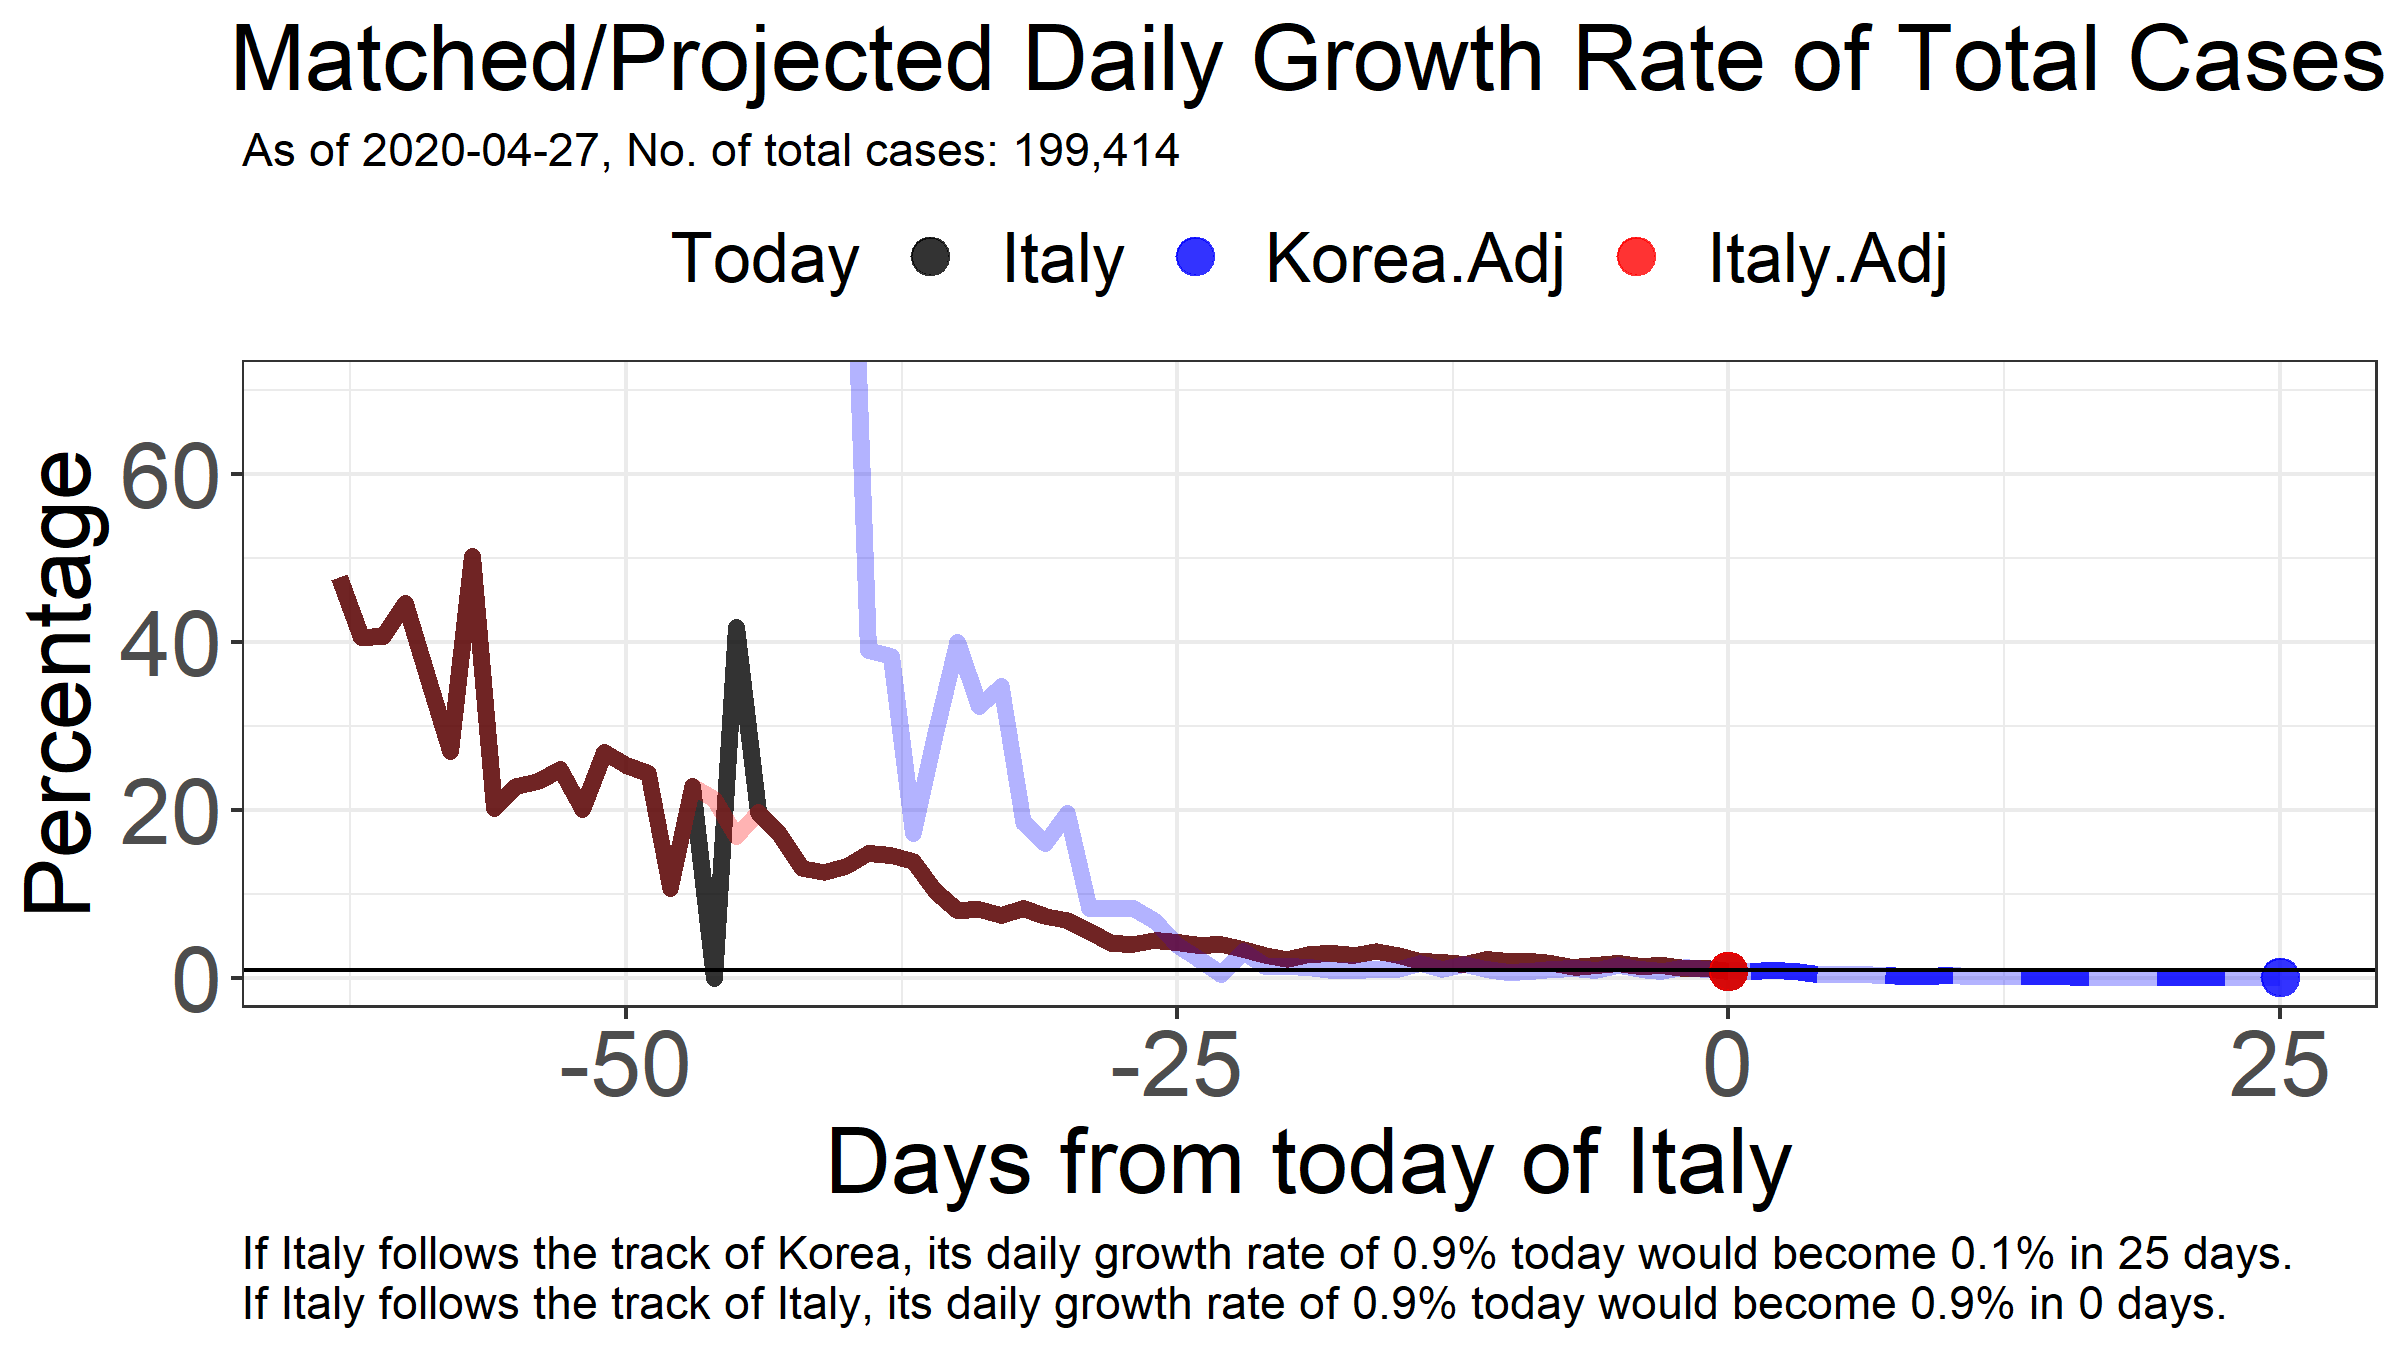 Matched/Projected Daily Growth Rate of Total Cases
As of 2020-04-27, No. of total cases: 199,414
Today Italy Korea.Adj Italy.Adj
Percentage
60
40
20
0
-50 -25 0 25
Days from today of Italy
If Italy follows the track of Korea, its daily growth rate of 0.9% today would become 0.1% in 25 days.
If Italy follows the track of Italy, its daily growth rate of 0.9% today would become 0.9% in 0 days.